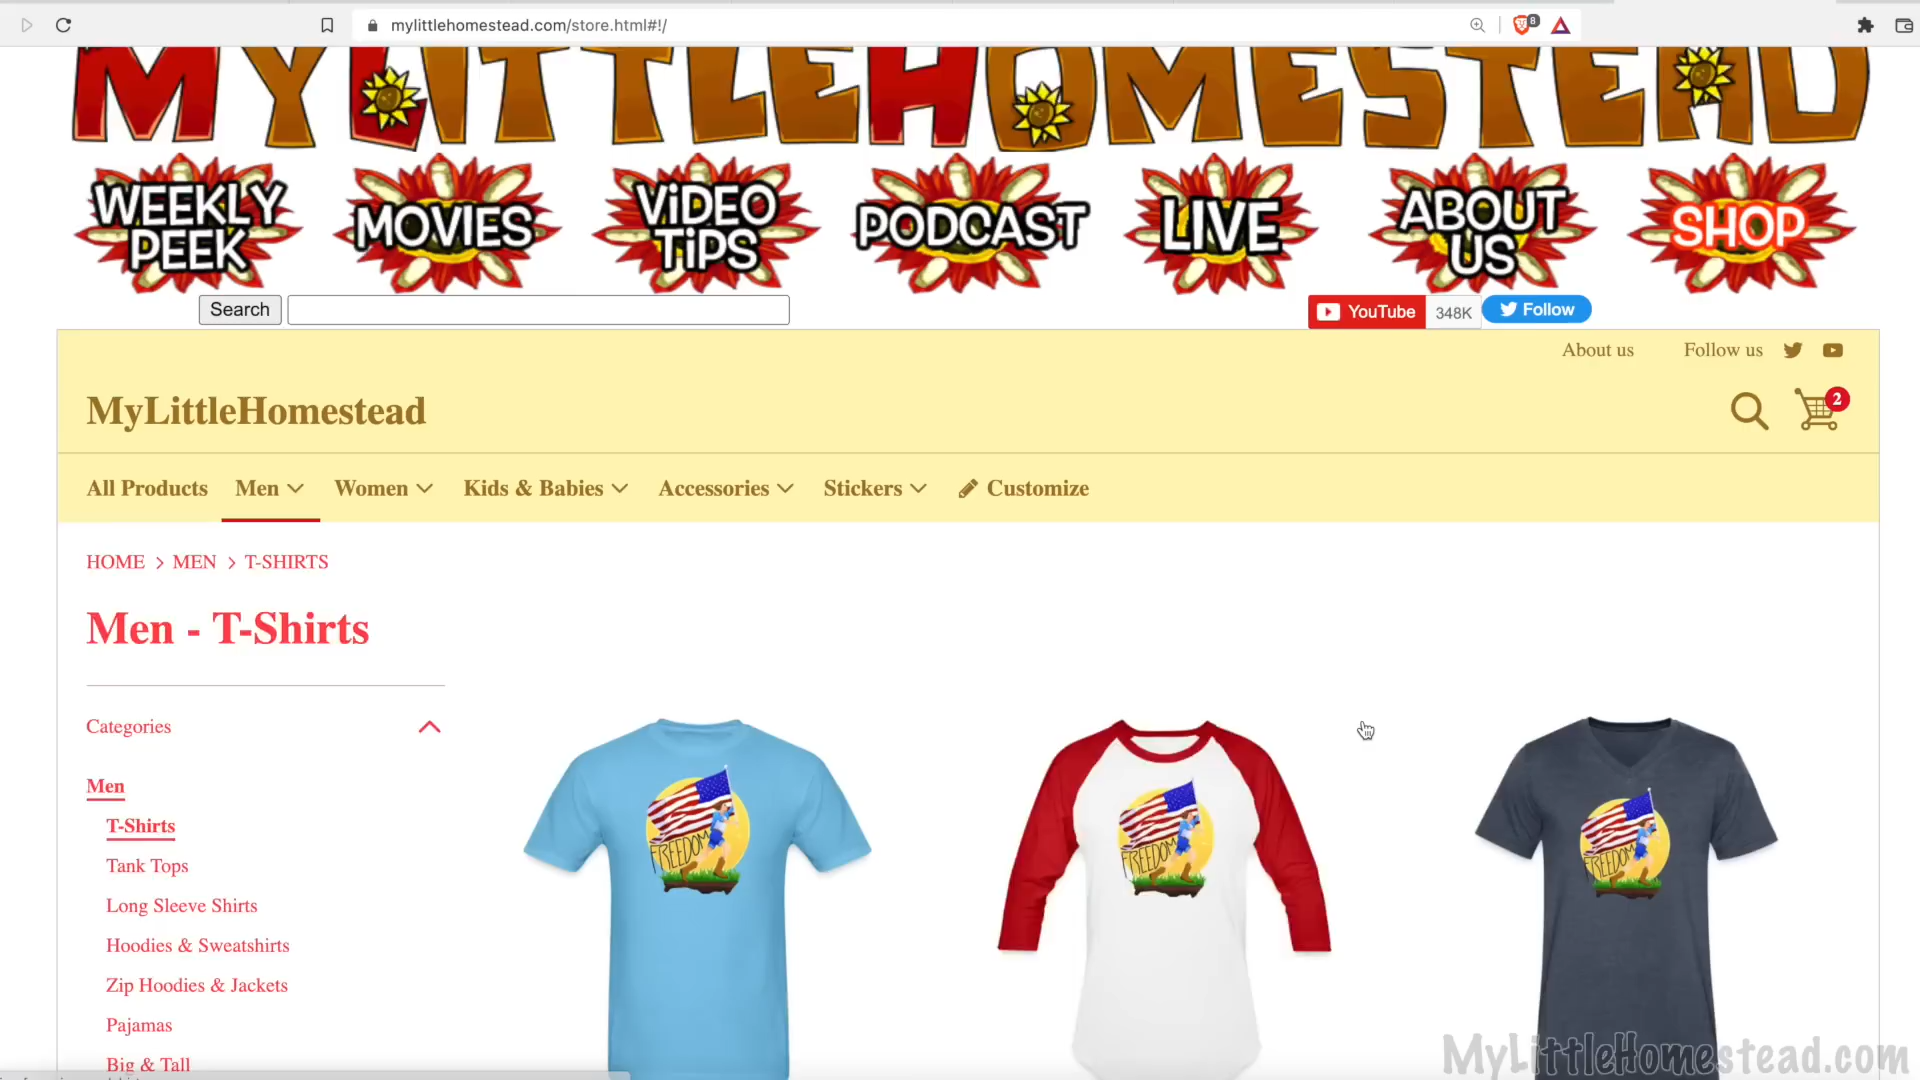 mylittlehomestead.com/store.html#!/
8
MYLITTLEHOMESTEAD
WEEKLY
PEEK
MOVIES
ViDEO
TiPS
PODCAST
LIVE
ABOUT
US
SHOP
Search
YouTube 348K
Follow
About us
Follow us
MyLittleHomestead
2
All Products
Men
Women
Kids & Babies
Accessories
Stickers
Customize
HOME > MEN > T-SHIRTS
Men - T-Shirts
Categories
Men
T-Shirts
Tank Tops
Long Sleeve Shirts
Hoodies & Sweatshirts
Zip Hoodies & Jackets
Pajamas
Big & Tall
FREEDOM
FREEDOM
FREEDOM
MyLittleHomestead.com